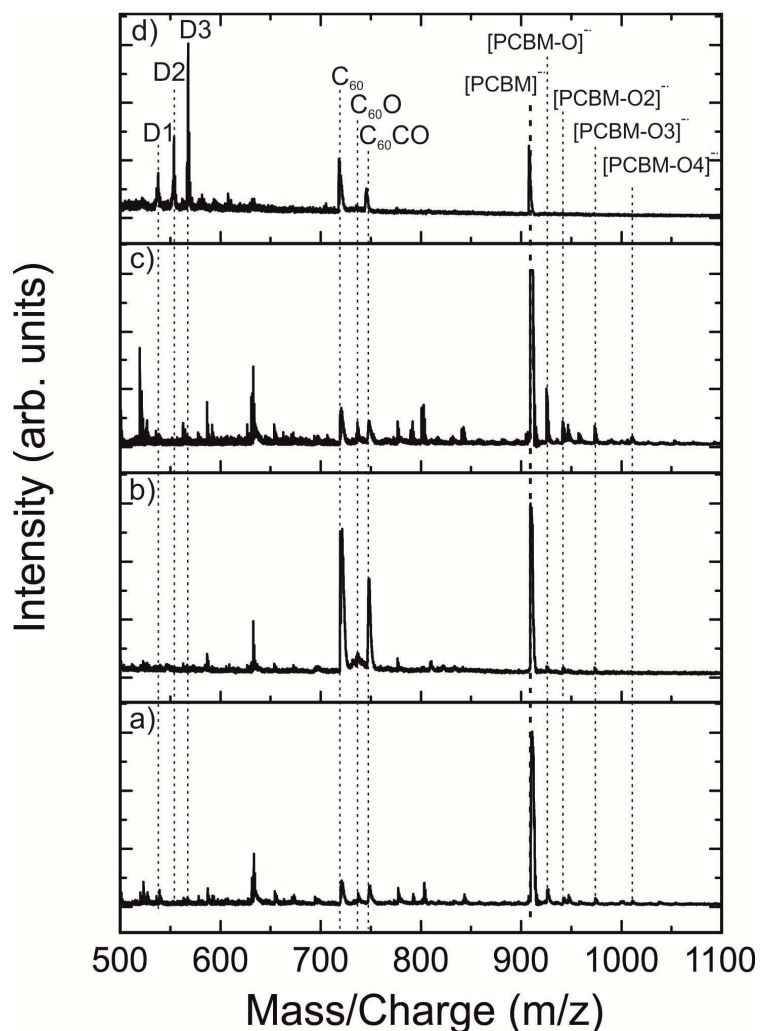 d)
D1
D2
D3
C₆₀
C₆₀O
C₆₀CO
[PCBM]⁻˙
[PCBM-O]⁻˙
[PCBM-O2]⁻˙
[PCBM-O3]⁻˙
[PCBM-O4]⁻˙
c)
b)
a)
Intensity (arb. units)
500 600 700 800 900 1000 1100
Mass/Charge (m/z)